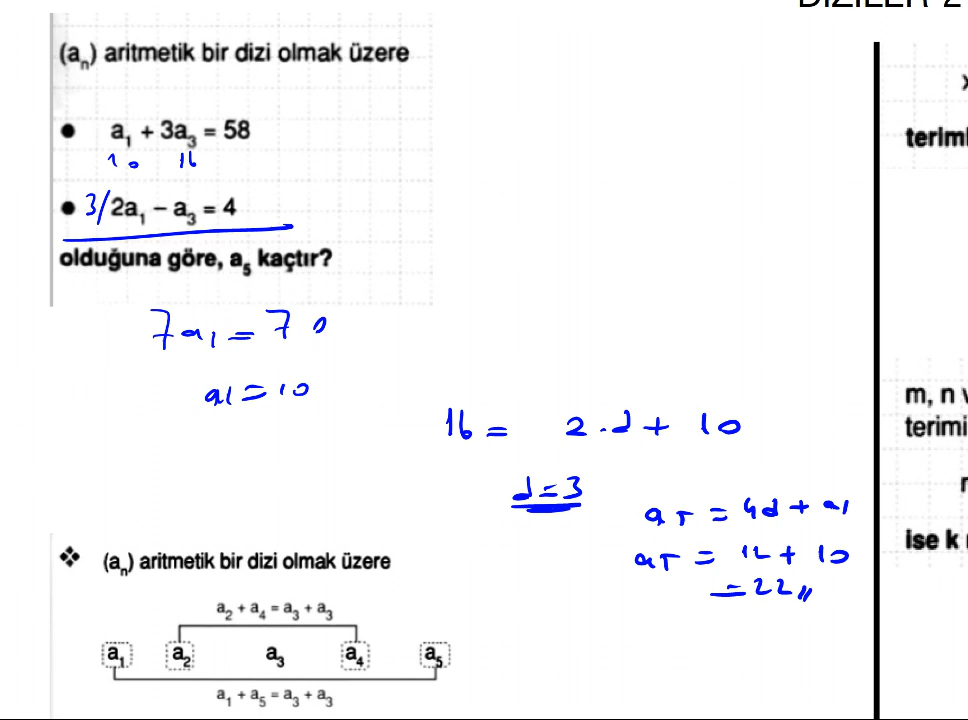 DİZİLER-2
(aₙ) aritmetik bir dizi olmak üzere
• a₁ + 3a₃ = 58
10 16
• 3/2a₁ − a₃ = 4
olduğuna göre, a₅ kaçtır?
7a1 = 70
a1 = 10
16 = 2.d + 10
d=3
a5 = 4d + a1
a5 = 12 + 10
= 22 //
❖ (aₙ) aritmetik bir dizi olmak üzere
a₂ + a₄ = a₃ + a₃
a₁ a₂ a₃ a₄ a₅
a₁ + a₅ = a₃ + a₃
m, n
ise k